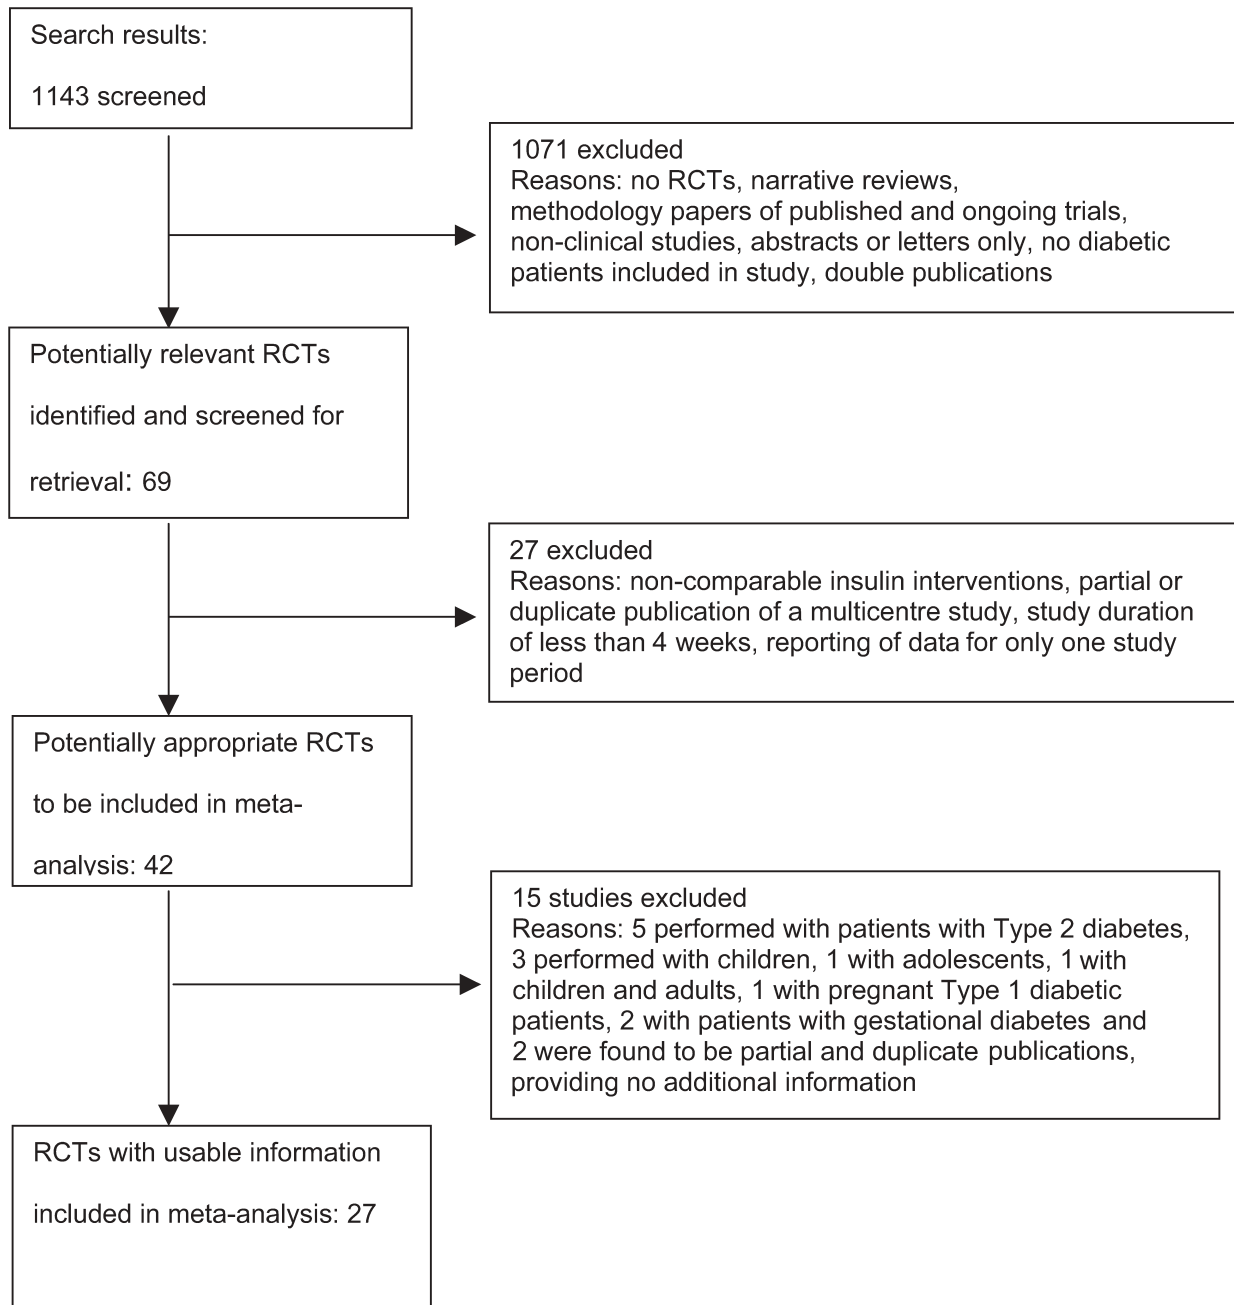 Search results:
1143 screened
1071 excluded
Reasons: no RCTs, narrative reviews,
methodology papers of published and ongoing trials,
non-clinical studies, abstracts or letters only, no diabetic
patients included in study, double publications
Potentially relevant RCTs
identified and screened for
retrieval: 69
27 excluded
Reasons: non-comparable insulin interventions, partial or
duplicate publication of a multicentre study, study duration
of less than 4 weeks, reporting of data for only one study
period
Potentially appropriate RCTs
to be included in meta-
analysis: 42
15 studies excluded
Reasons: 5 performed with patients with Type 2 diabetes,
3 performed with children, 1 with adolescents, 1 with
children and adults, 1 with pregnant Type 1 diabetic
patients, 2 with patients with gestational diabetes and
2 were found to be partial and duplicate publications,
providing no additional information
RCTs with usable information
included in meta-analysis: 27